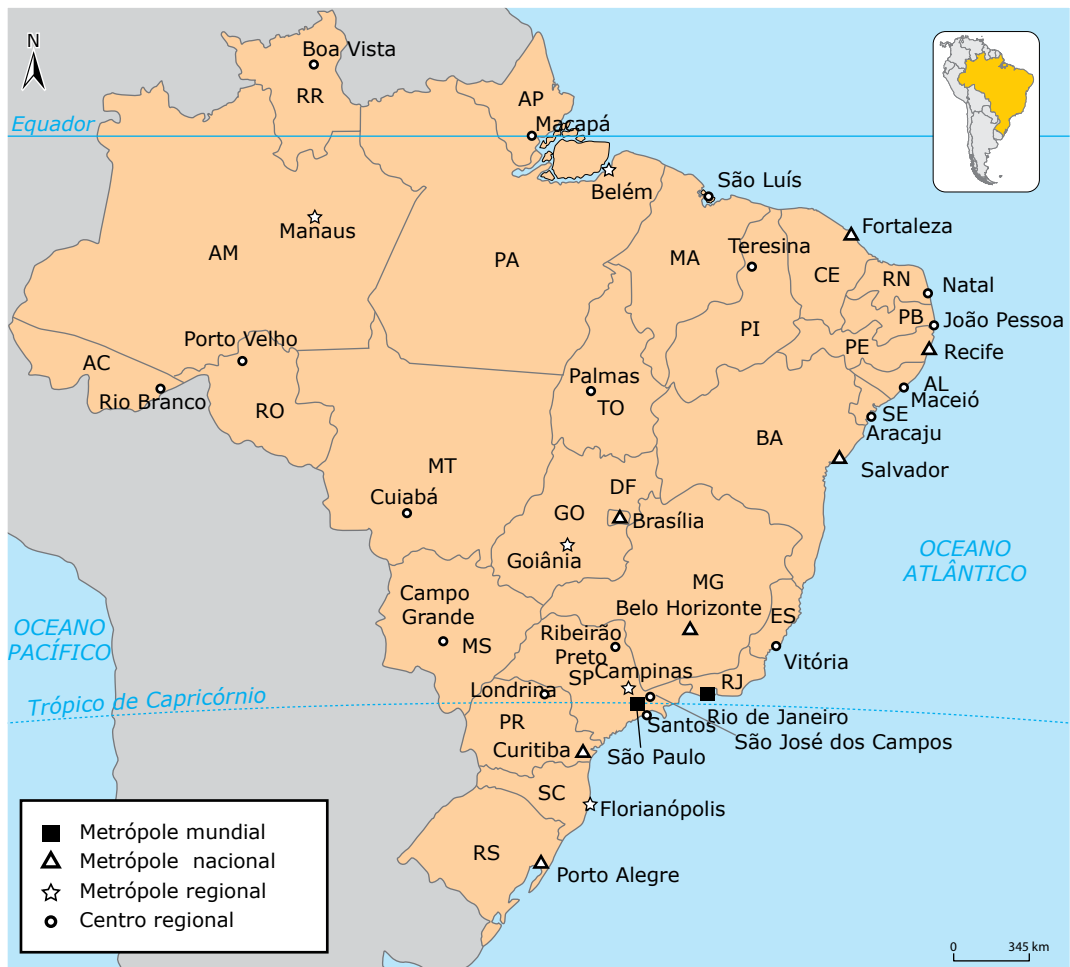 N
Boa Vista
RR
AP
Equador
Macapá
Belém
São Luís
Manaus
Fortaleza
AM
PA
MA
Teresina
CE
RN
Natal
PB
João Pessoa
PI
PE
Recife
Porto Velho
AC
Rio Branco
RO
Palmas
TO
AL
Maceió
SE
Aracaju
BA
Salvador
MT
Cuiabá
DF
GO
Brasília
Goiânia
OCEANO
ATLÂNTICO
MG
Belo Horizonte
Campo
Grande
MS
ES
Vitória
OCEANO
PACÍFICO
Ribeirão
Preto
SP
Campinas
RJ
Londrina
Trópico de Capricórnio
Rio de Janeiro
Santos
São José dos Campos
PR
Curitiba
São Paulo
SC
Florianópolis
RS
Porto Alegre
Metrópole mundial
Metrópole nacional
Metrópole regional
Centro regional
0 345 km